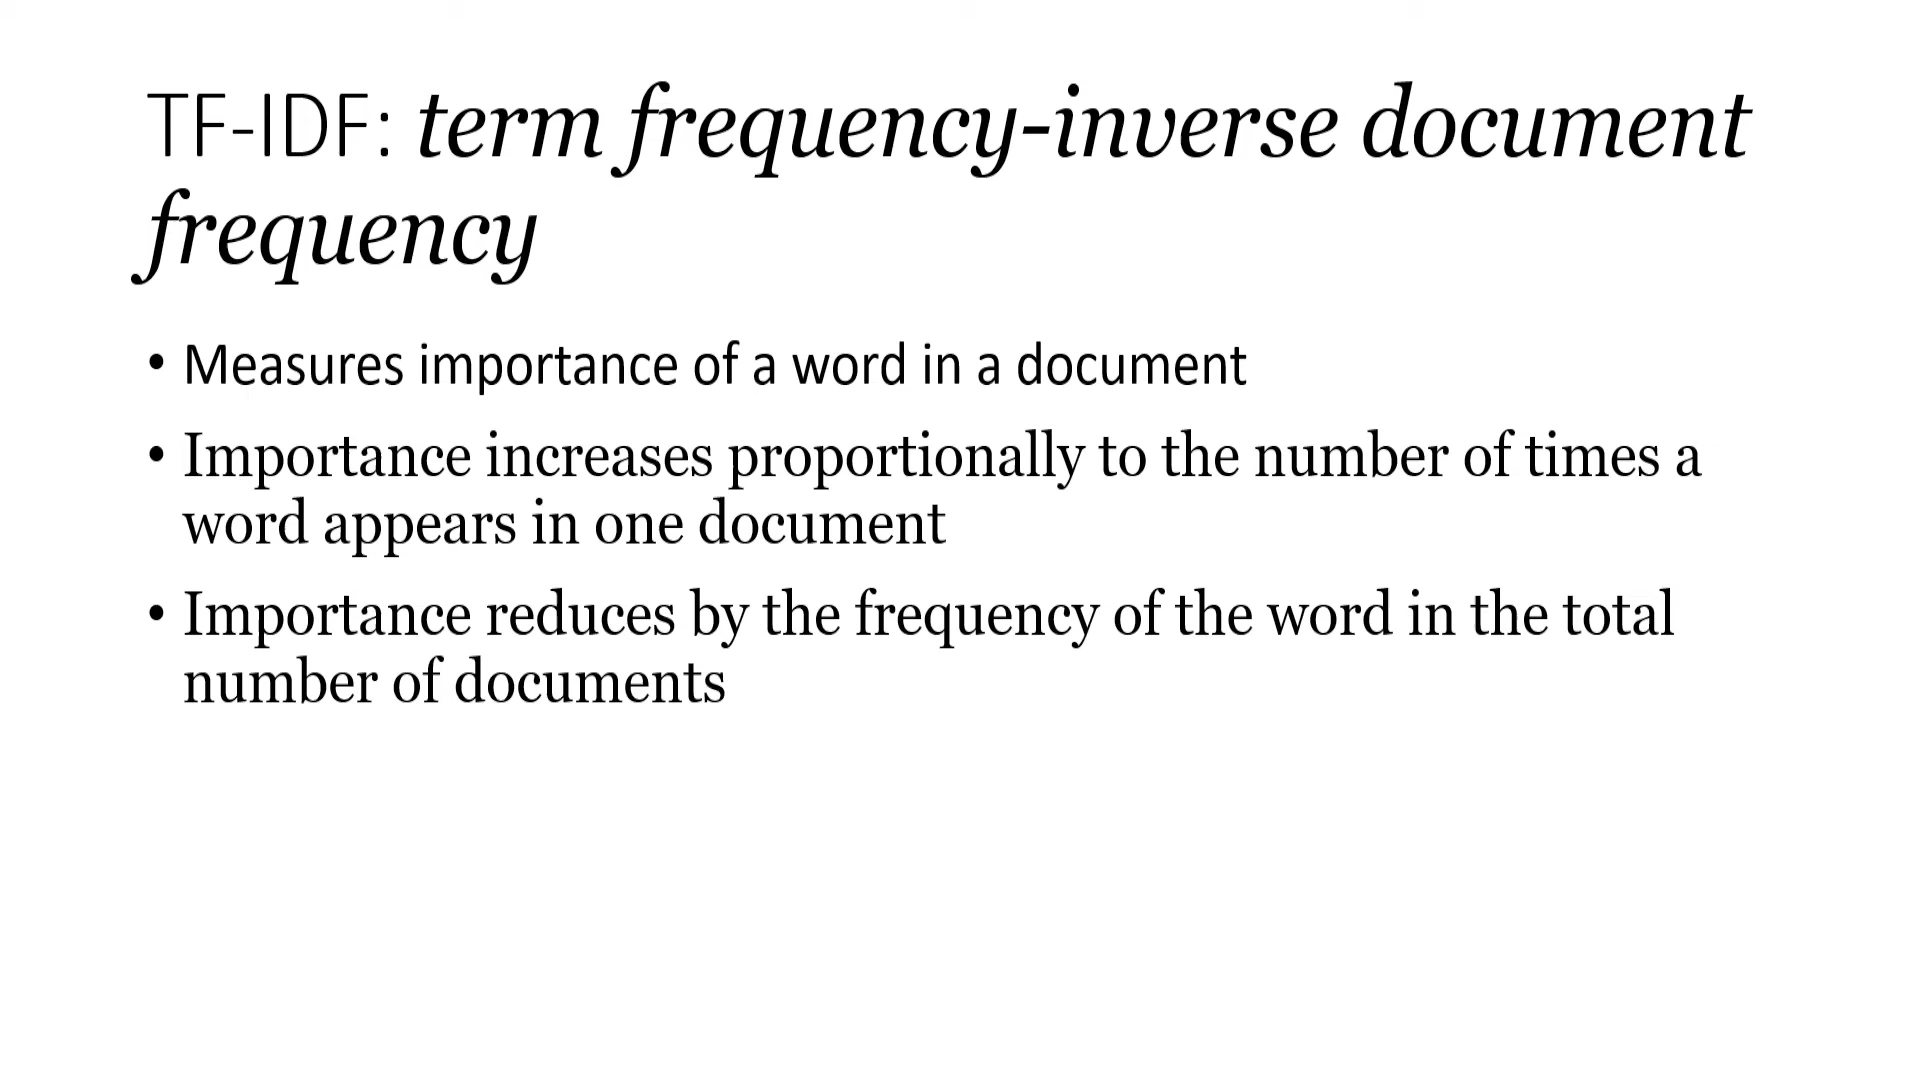 TF-IDF: term frequency-inverse document
frequency
• Measures importance of a word in a document
• Importance increases proportionally to the number of times a
word appears in one document
• Importance reduces by the frequency of the word in the total
number of documents